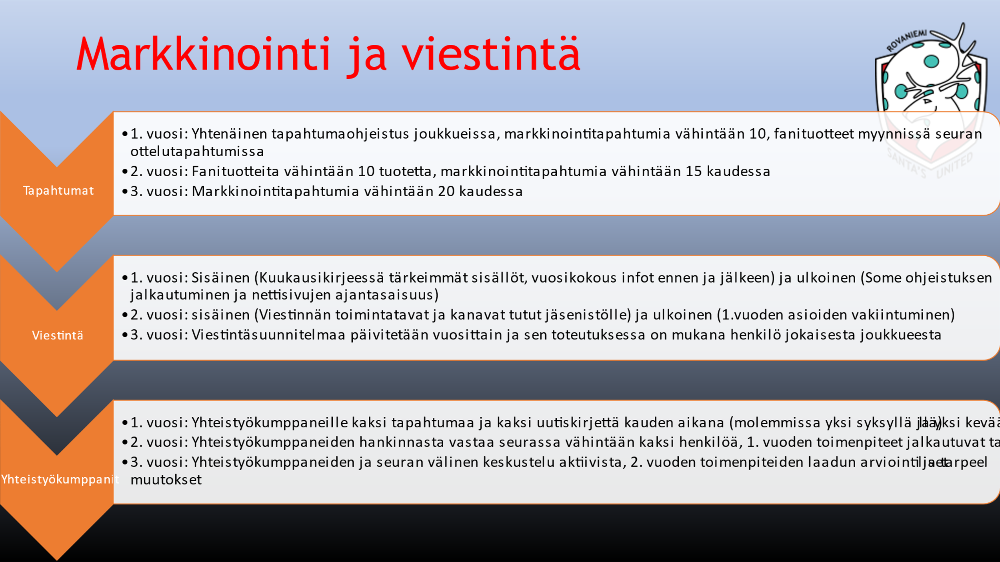 Markkinointi ja viestintä
ROVANIEMI
SANTA'S UNITED
Tapahtumat
•1. vuosi: Yhtenäinen tapahtumaohjeistus joukkueissa, markkinointitapahtumia vähintään 10, fanituotteet myynnissä seuran
ottelutapahtumissa
•2. vuosi: Fanituotteita vähintään 10 tuotetta, markkinointitapahtumia vähintään 15 kaudessa
•3. vuosi: Markkinointitapahtumia vähintään 20 kaudessa
Viestintä
•1. vuosi: Sisäinen (Kuukausikirjeessä tärkeimmät sisällöt, vuosikokous infot ennen ja jälkeen) ja ulkoinen (Some ohjeistuksen
jalkautuminen ja nettisivujen ajantasaisuus)
•2. vuosi: sisäinen (Viestinnän toimintatavat ja kanavat tutut jäsenistölle) ja ulkoinen (1.vuoden asioiden vakiintuminen)
•3. vuosi: Viestintäsuunnitelmaa päivitetään vuosittain ja sen toteutuksessa on mukana henkilö jokaisesta joukkueesta
Yhteistyökumppanit
•1. vuosi: Yhteistyökumppaneille kaksi tapahtumaa ja kaksi uutiskirjettä kauden aikana (molemmissa yksi syksyllä ja yksi kevää
•2. vuosi: Yhteistyökumppaneiden hankinnasta vastaa seurassa vähintään kaksi henkilöä, 1. vuoden toimenpiteet jalkautuvat ta
•3. vuosi: Yhteistyökumppaneiden ja seuran välinen keskustelu aktiivista, 2. vuoden toimenpiteiden laadun arviointi ja tarpeel
muutokset